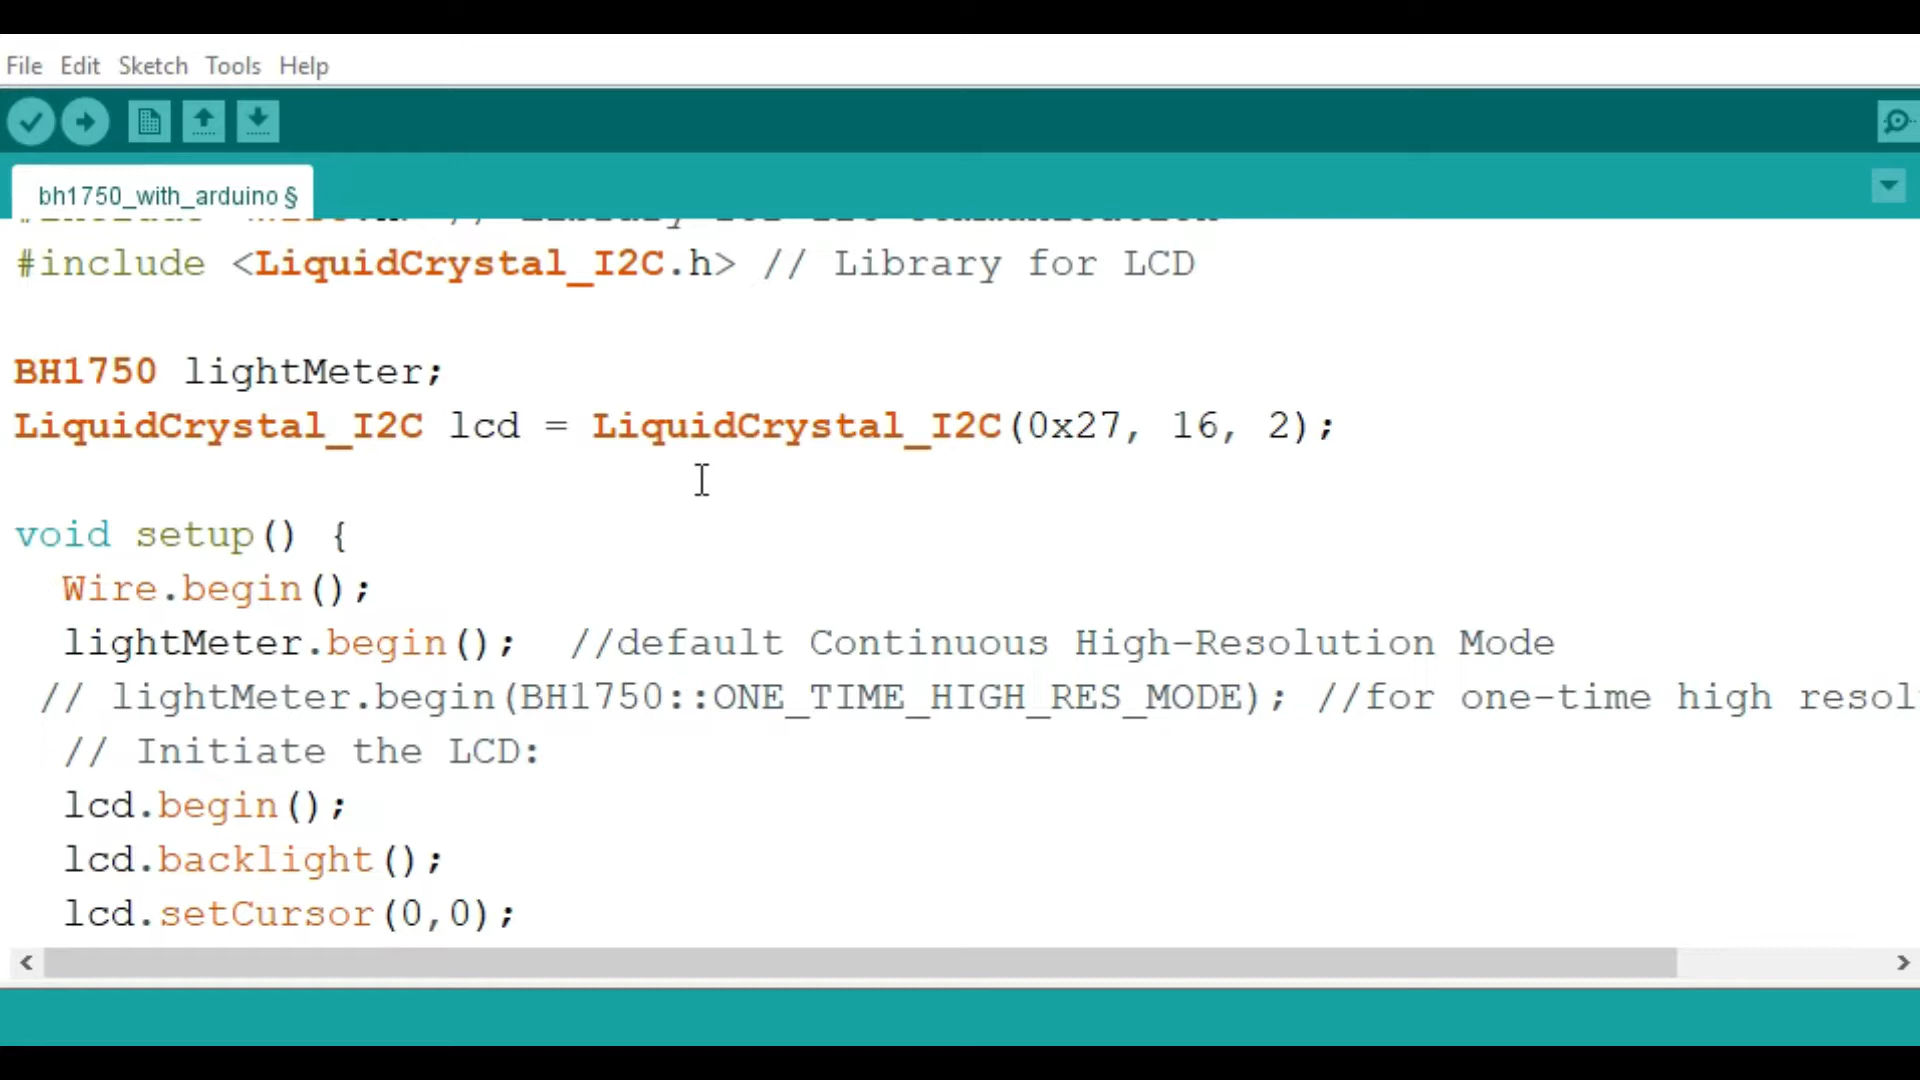 File Edit Sketch Tools Help
bh1750_with_arduino §
#include <LiquidCrystal_I2C.h> // Library for LCD
BH1750 lightMeter;
LiquidCrystal_I2C lcd = LiquidCrystal_I2C(0x27, 16, 2);
void setup() {
Wire.begin();
lightMeter.begin(); //default Continuous High-Resolution Mode
// lightMeter.begin(BH1750::ONE_TIME_HIGH_RES_MODE); //for one-time high resol
// Initiate the LCD:
lcd.begin();
lcd.backlight();
lcd.setCursor(0,0);